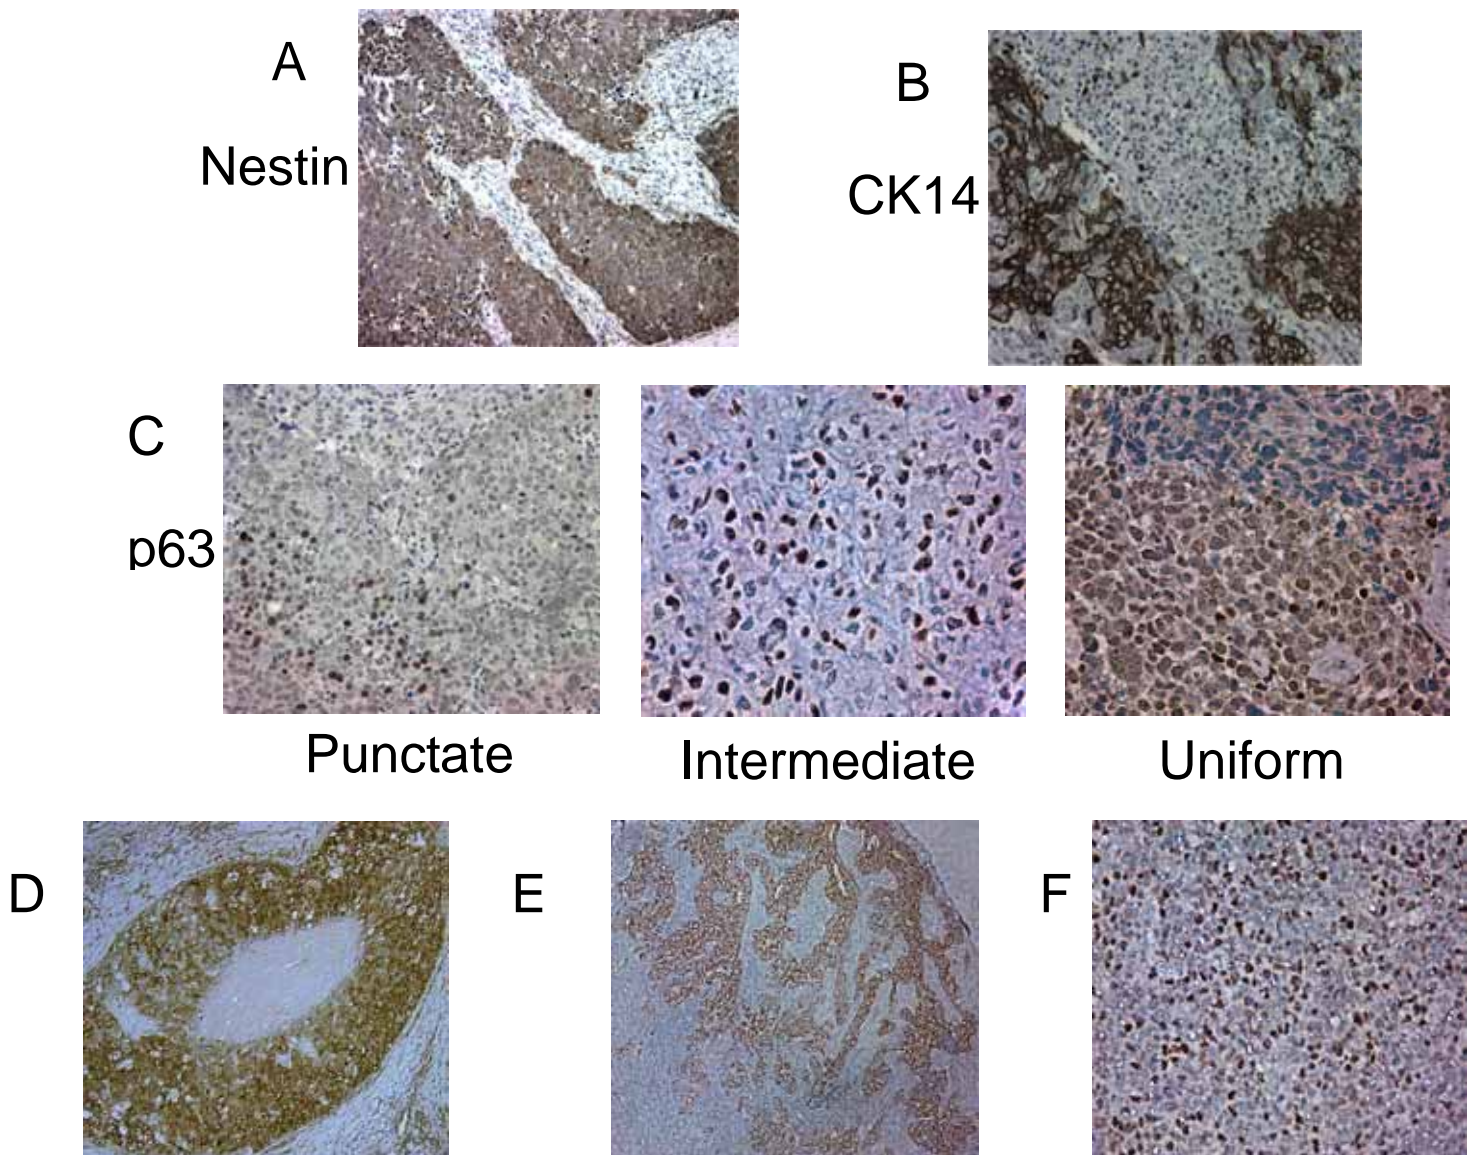 A
Nestin
B
CK14
C
p63
Punctate
Intermediate
Uniform
D
E
F